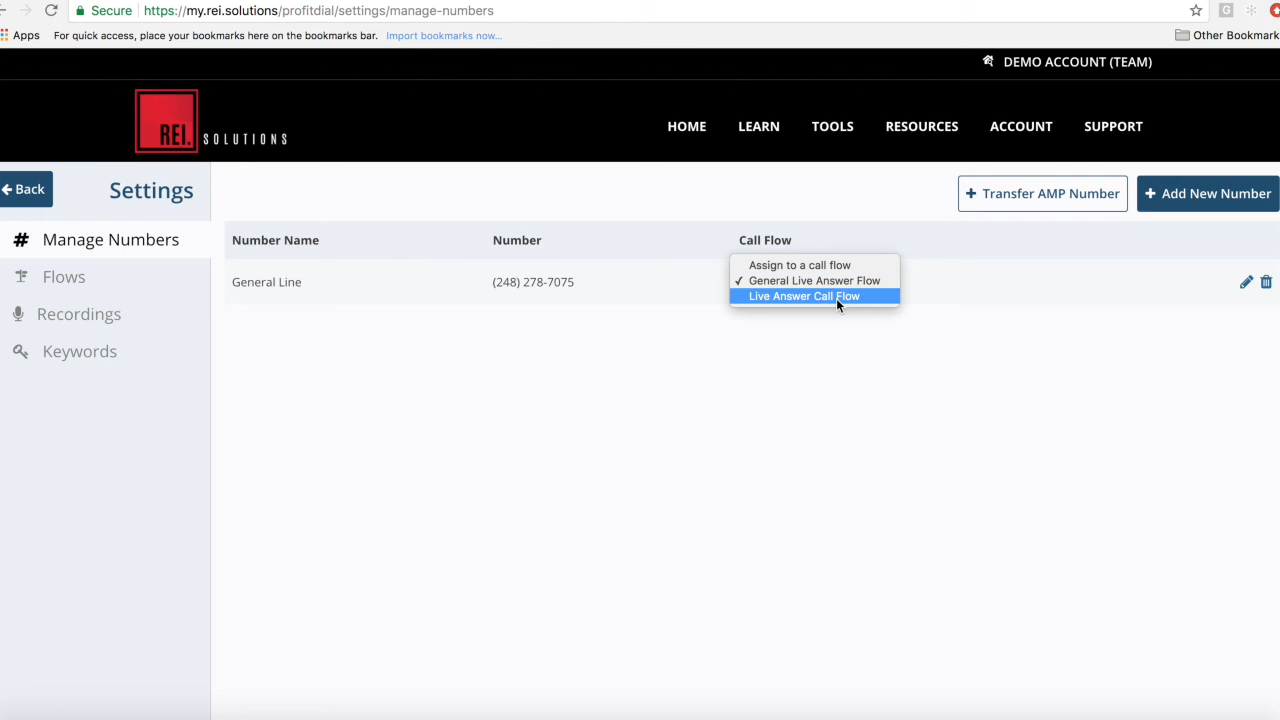 Secure https://my.rei.solutions/profitdial/settings/manage-numbers
Apps For quick access, place your bookmarks here on the bookmarks bar. Import bookmarks now... Other Bookmark
DEMO ACCOUNT (TEAM)
REI. SOLUTIONS
HOME LEARN TOOLS RESOURCES ACCOUNT SUPPORT
Back Settings
+ Transfer AMP Number + Add New Number
# Manage Numbers
Flows
Recordings
Keywords
Number Name Number Call Flow
General Line (248) 278-7075
Assign to a call flow
✓ General Live Answer Flow
Live Answer Call Flow